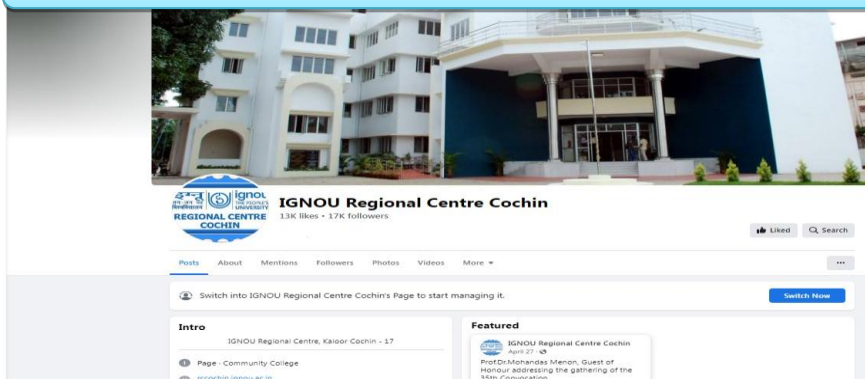 इग्नू
ignou
THE PEOPLE'S
UNIVERSITY
REGIONAL CENTRE
COCHIN
IGNOU Regional Centre Cochin
13K likes • 17K followers
Liked Search
Posts About Mentions Followers Photos Videos More
Switch into IGNOU Regional Centre Cochin's Page to start managing it.
Switch Now
Intro
IGNOU Regional Centre, Kaloor Cochin - 17
Page · Community College
rccochin.ignou.ac.in
Featured
IGNOU Regional Centre Cochin
April 27
Prof.Dr.Mohandas Menon, Guest of
Honour addressing the gathering of the
35th Convocation